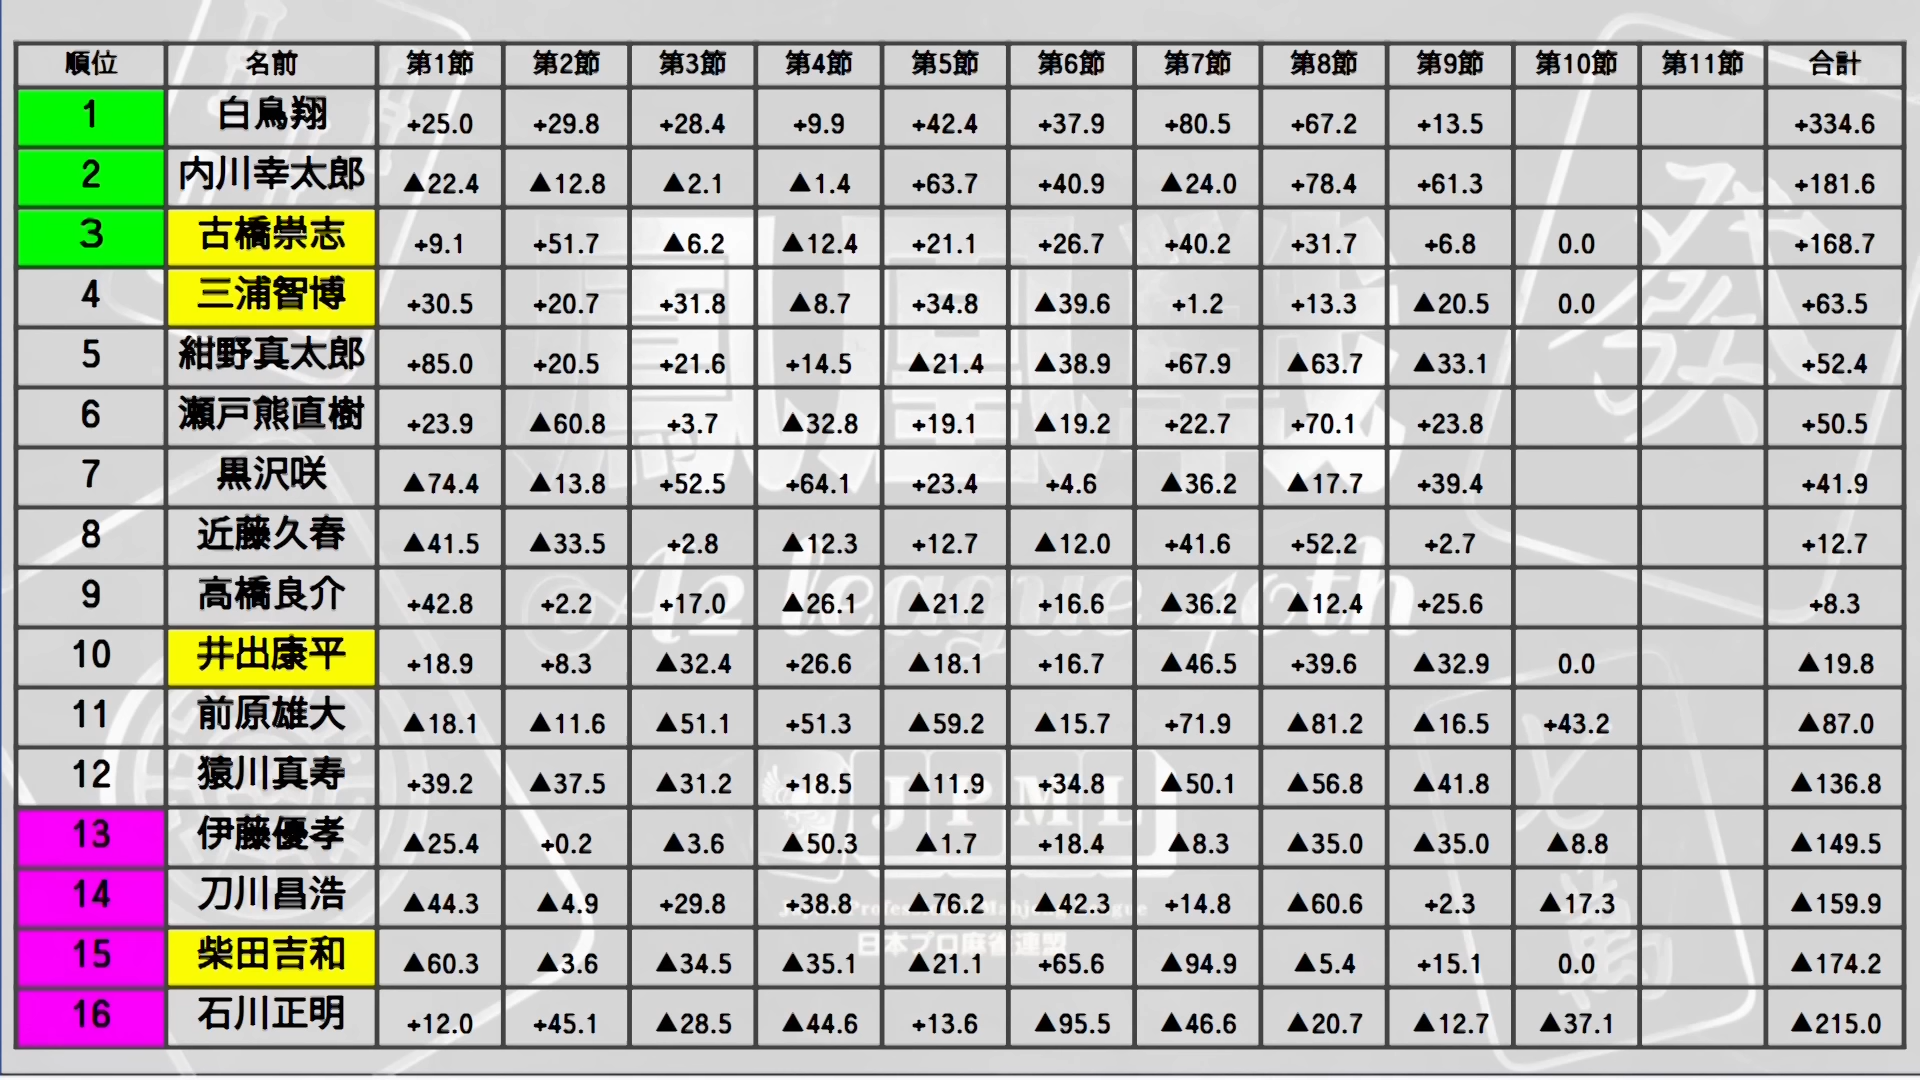 順位 名前 第1節 第2節 第3節 第4節 第5節 第6節 第7節 第8節 第9節 第10節 第11節 合計
1 白鳥翔 +25.0 +29.8 +28.4 +9.9 +42.4 +37.9 +80.5 +67.2 +13.5 +334.6
2 内川幸太郎 ▲22.4 ▲12.8 ▲2.1 ▲1.4 +63.7 +40.9 ▲24.0 +78.4 +61.3 +181.6
3 古橋崇志 +9.1 +51.7 ▲6.2 ▲12.4 +21.1 +26.7 +40.2 +31.7 +6.8 0.0 +168.7
4 三浦智博 +30.5 +20.7 +31.8 ▲8.7 +34.8 ▲39.6 +1.2 +13.3 ▲20.5 0.0 +63.5
5 紺野真太郎 +85.0 +20.5 +21.6 +14.5 ▲21.4 ▲38.9 +67.9 ▲63.7 ▲33.1 +52.4
6 瀬戸熊直樹 +23.9 ▲60.8 +3.7 ▲32.8 +19.1 ▲19.2 +22.7 +70.1 +23.8 +50.5
7 黒沢咲 ▲74.4 ▲13.8 +52.5 +64.1 +23.4 +4.6 ▲36.2 ▲17.7 +39.4 +41.9
8 近藤久春 ▲41.5 ▲33.5 +2.8 ▲12.3 +12.7 ▲12.0 +41.6 +52.2 +2.7 +12.7
9 高橋良介 +42.8 +2.2 +17.0 ▲26.1 ▲21.2 +16.6 ▲36.2 ▲12.4 +25.6 +8.3
10 井出康平 +18.9 +8.3 ▲32.4 +26.6 ▲18.1 +16.7 ▲46.5 +39.6 ▲32.9 0.0 ▲19.8
11 前原雄大 ▲18.1 ▲11.6 ▲51.1 +51.3 ▲59.2 ▲15.7 +71.9 ▲81.2 ▲16.5 +43.2 ▲87.0
12 猿川真寿 +39.2 ▲37.5 ▲31.2 +18.5 ▲11.9 +34.8 ▲50.1 ▲56.8 ▲41.8 ▲136.8
13 伊藤優孝 ▲25.4 +0.2 ▲3.6 ▲50.3 ▲1.7 +18.4 ▲8.3 ▲35.0 ▲35.0 ▲8.8 ▲149.5
14 刀川昌浩 ▲44.3 ▲4.9 +29.8 +38.8 ▲76.2 ▲42.3 +14.8 ▲60.6 +2.3 ▲17.3 ▲159.9
15 柴田吉和 ▲60.3 ▲3.6 ▲34.5 ▲35.1 ▲21.1 +65.6 ▲94.9 ▲5.4 +15.1 0.0 ▲174.2
16 石川正明 +12.0 +45.1 ▲28.5 ▲44.6 +13.6 ▲95.5 ▲46.6 ▲20.7 ▲12.7 ▲37.1 ▲215.0
鳳凰戦
A2 league 40th
JPML
Japan Professional Mahjong League
日本プロ麻雀連盟
發
七萬